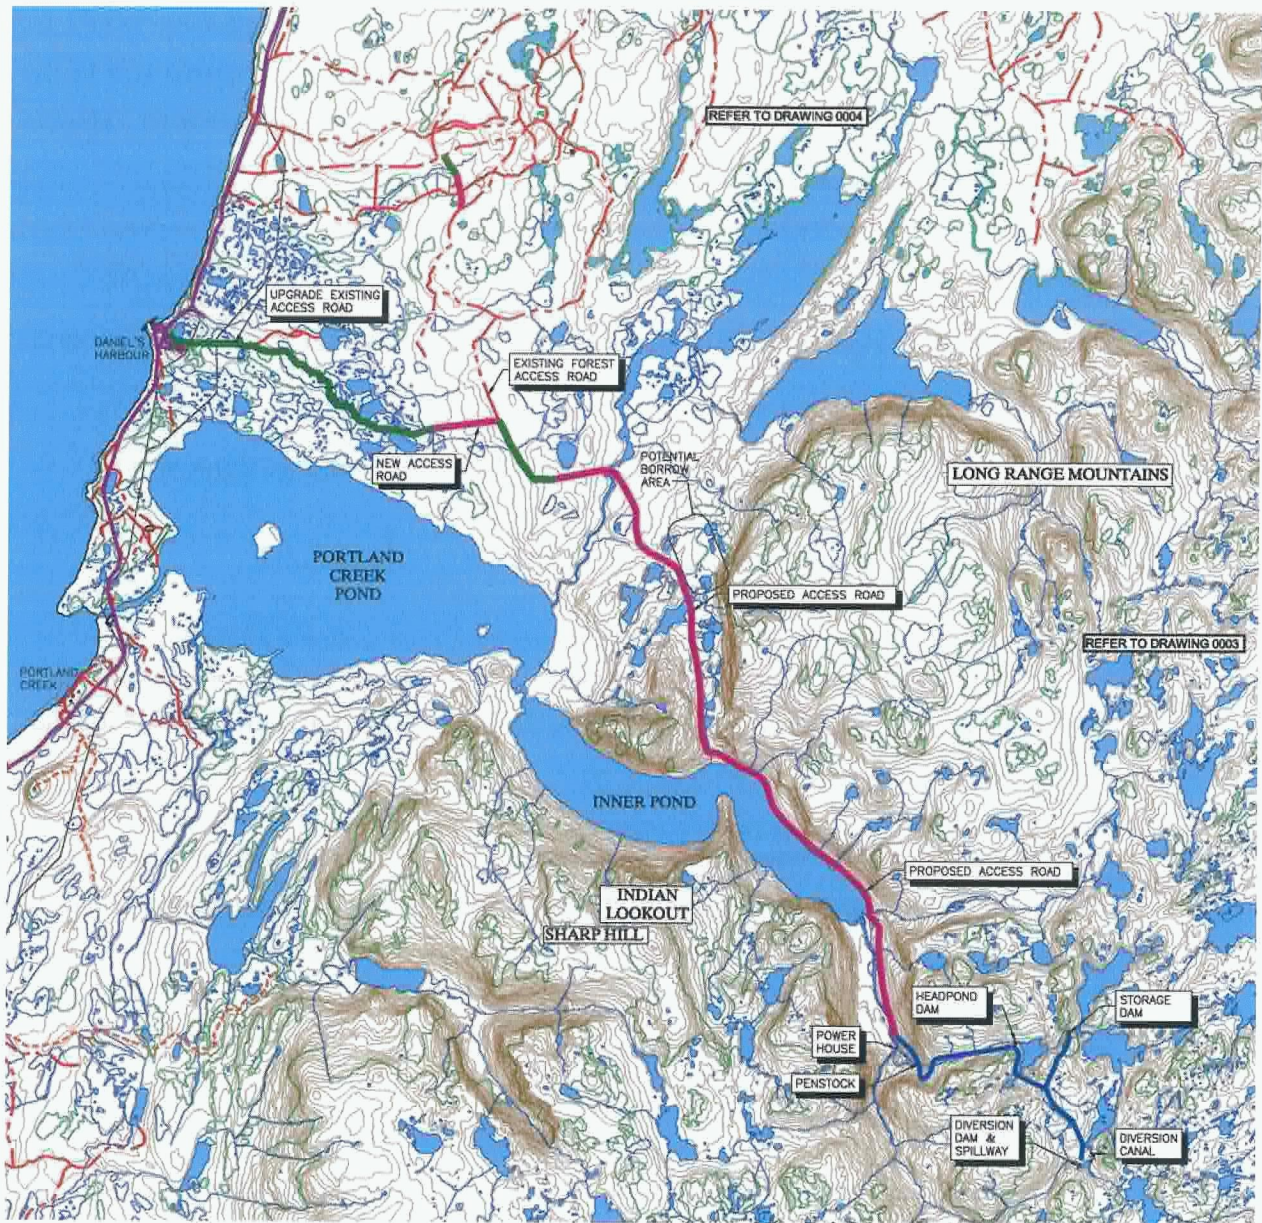 REFER TO DRAWING 0004
UPGRADE EXISTING
ACCESS ROAD
DANIEL'S
HARBOUR
EXISTING FOREST
ACCESS ROAD
NEW ACCESS
ROAD
POTENTIAL
BORROW
AREA
LONG RANGE MOUNTAINS
PORTLAND
CREEK
POND
PROPOSED ACCESS ROAD
REFER TO DRAWING 0003
PORTLAND
CREEK
INNER POND
PROPOSED ACCESS ROAD
INDIAN
LOOKOUT
SHARP HILL
HEADPOND
DAM
STORAGE
DAM
POWER
HOUSE
PENSTOCK
DIVERSION
DAM &
SPILLWAY
DIVERSION
CANAL